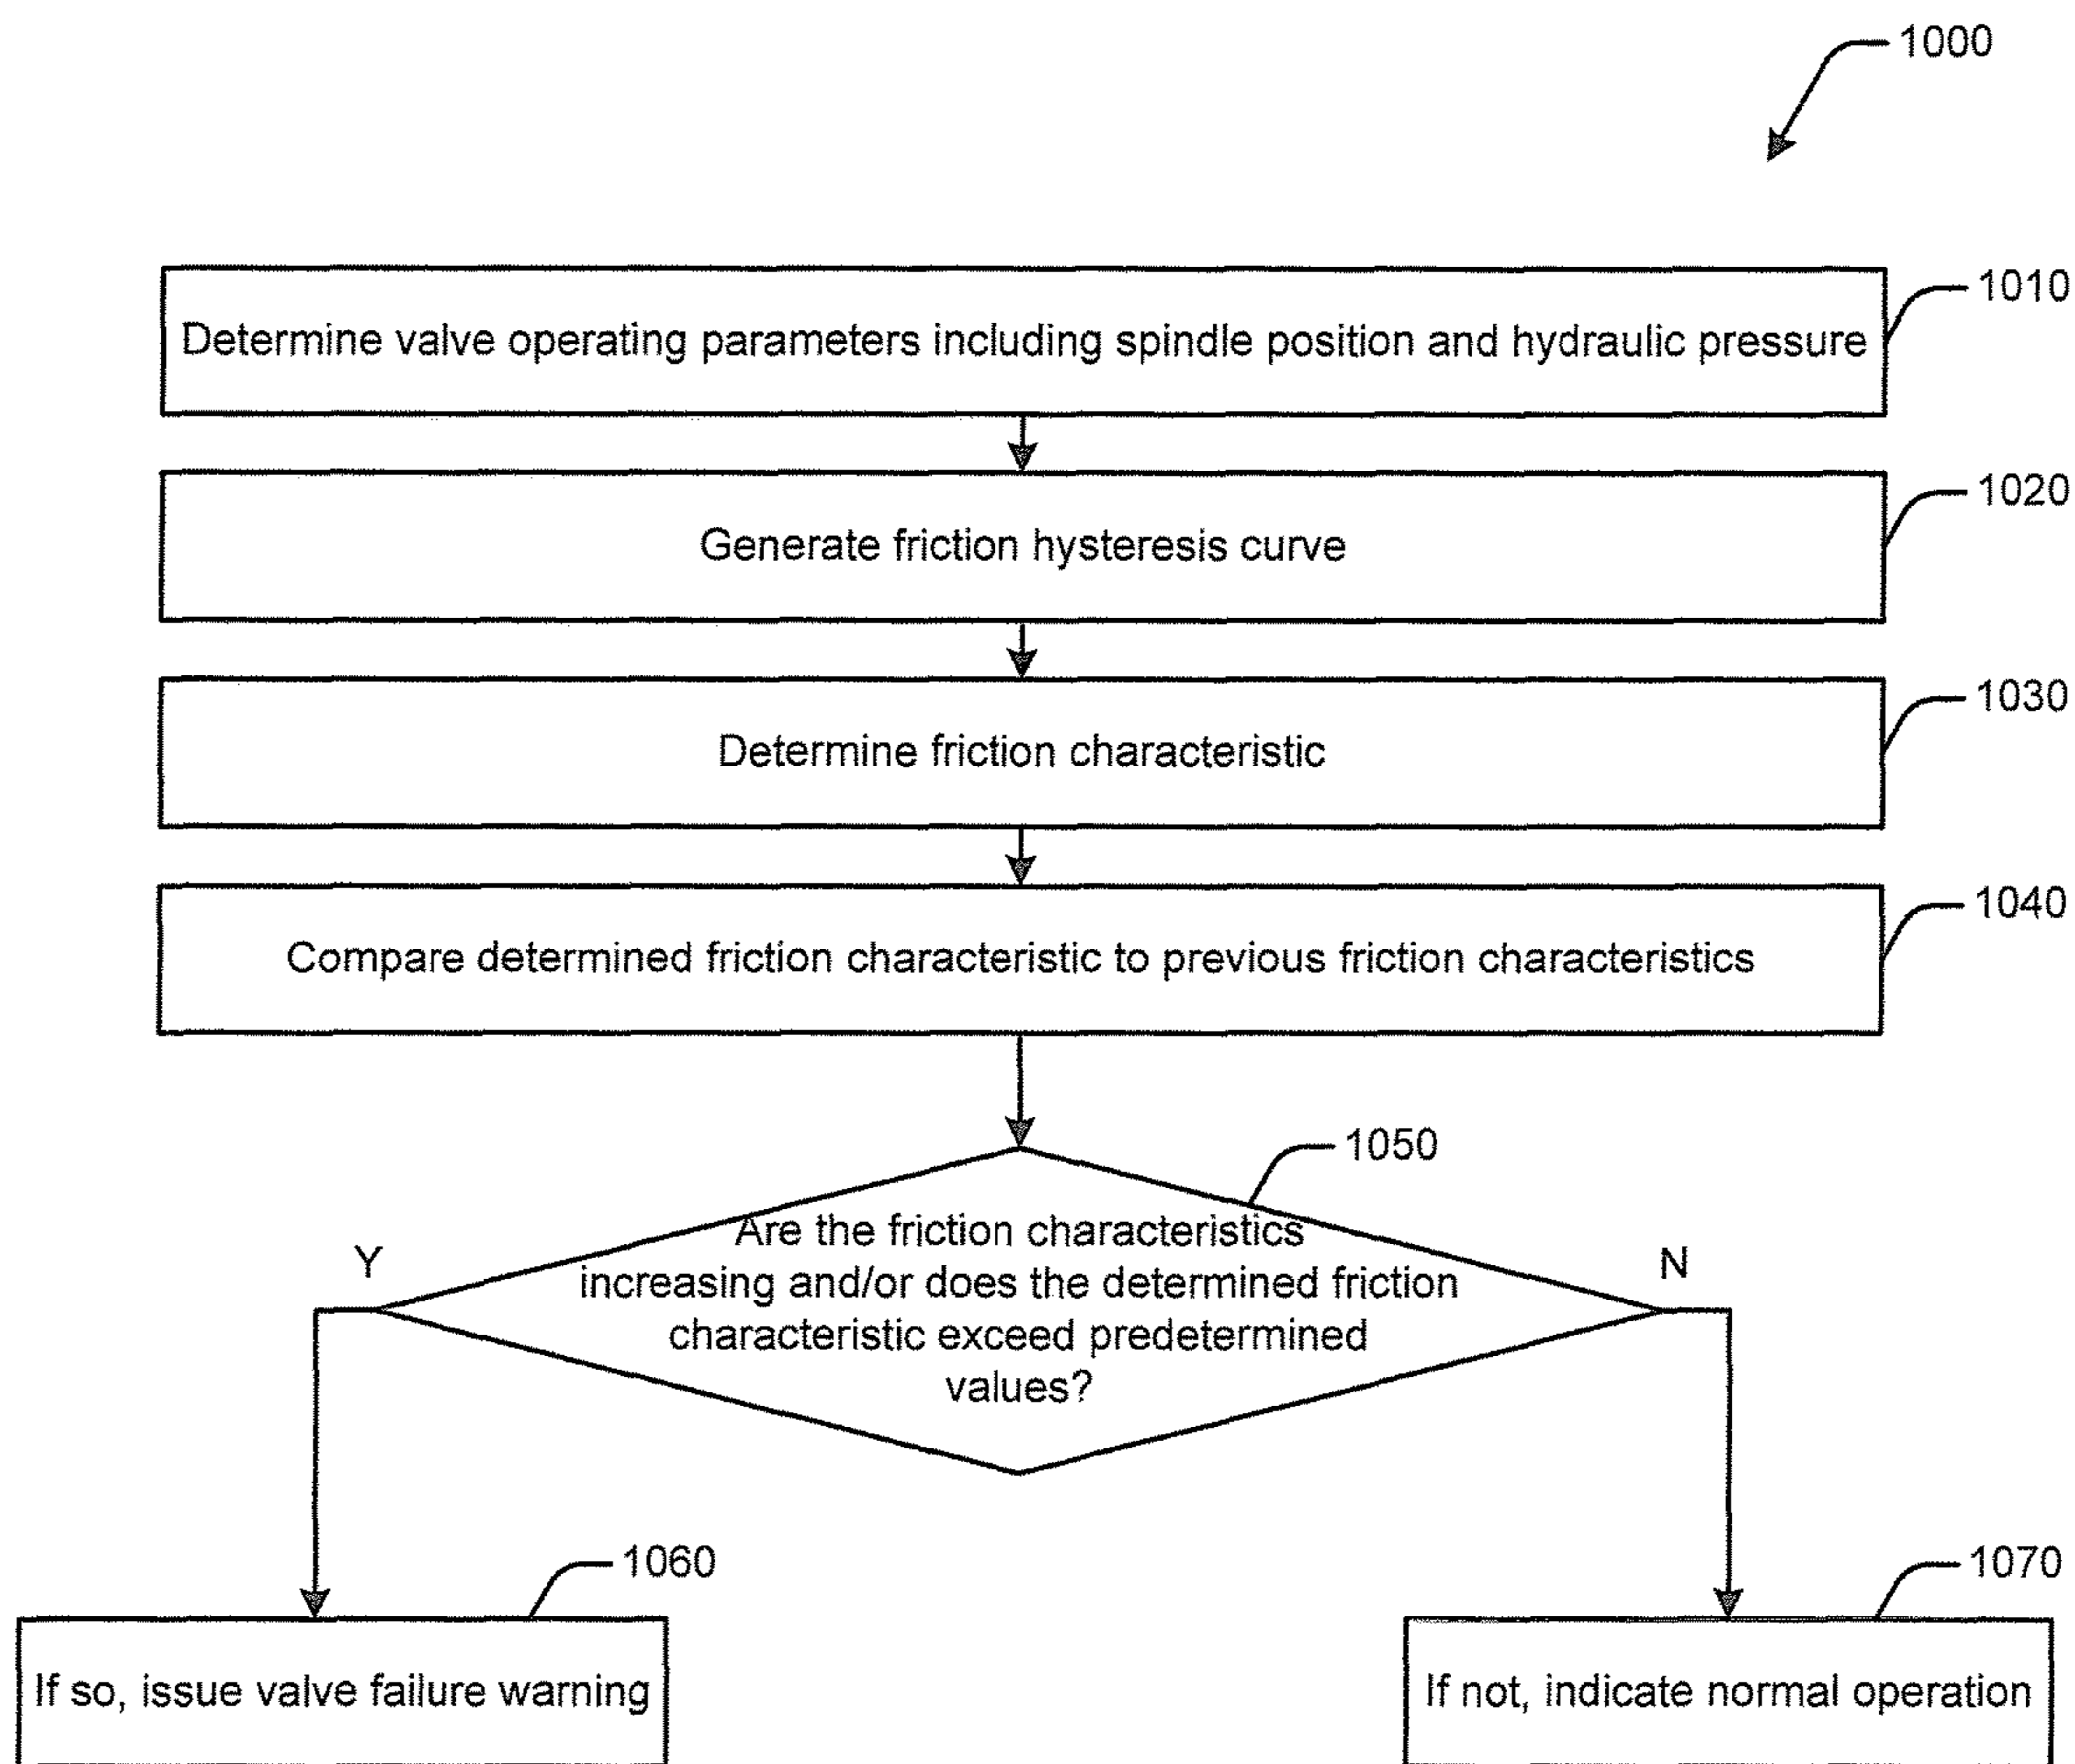 1000
Determine valve operating parameters including spindle position and hydraulic pressure
1010
Generate friction hysteresis curve
1020
Determine friction characteristic
1030
Compare determined friction characteristic to previous friction characteristics
1040
1050
Are the friction characteristics
increasing and/or does the determined friction
characteristic exceed predetermined
values?
Y
N
1060
If so, issue valve failure warning
1070
If not, indicate normal operation